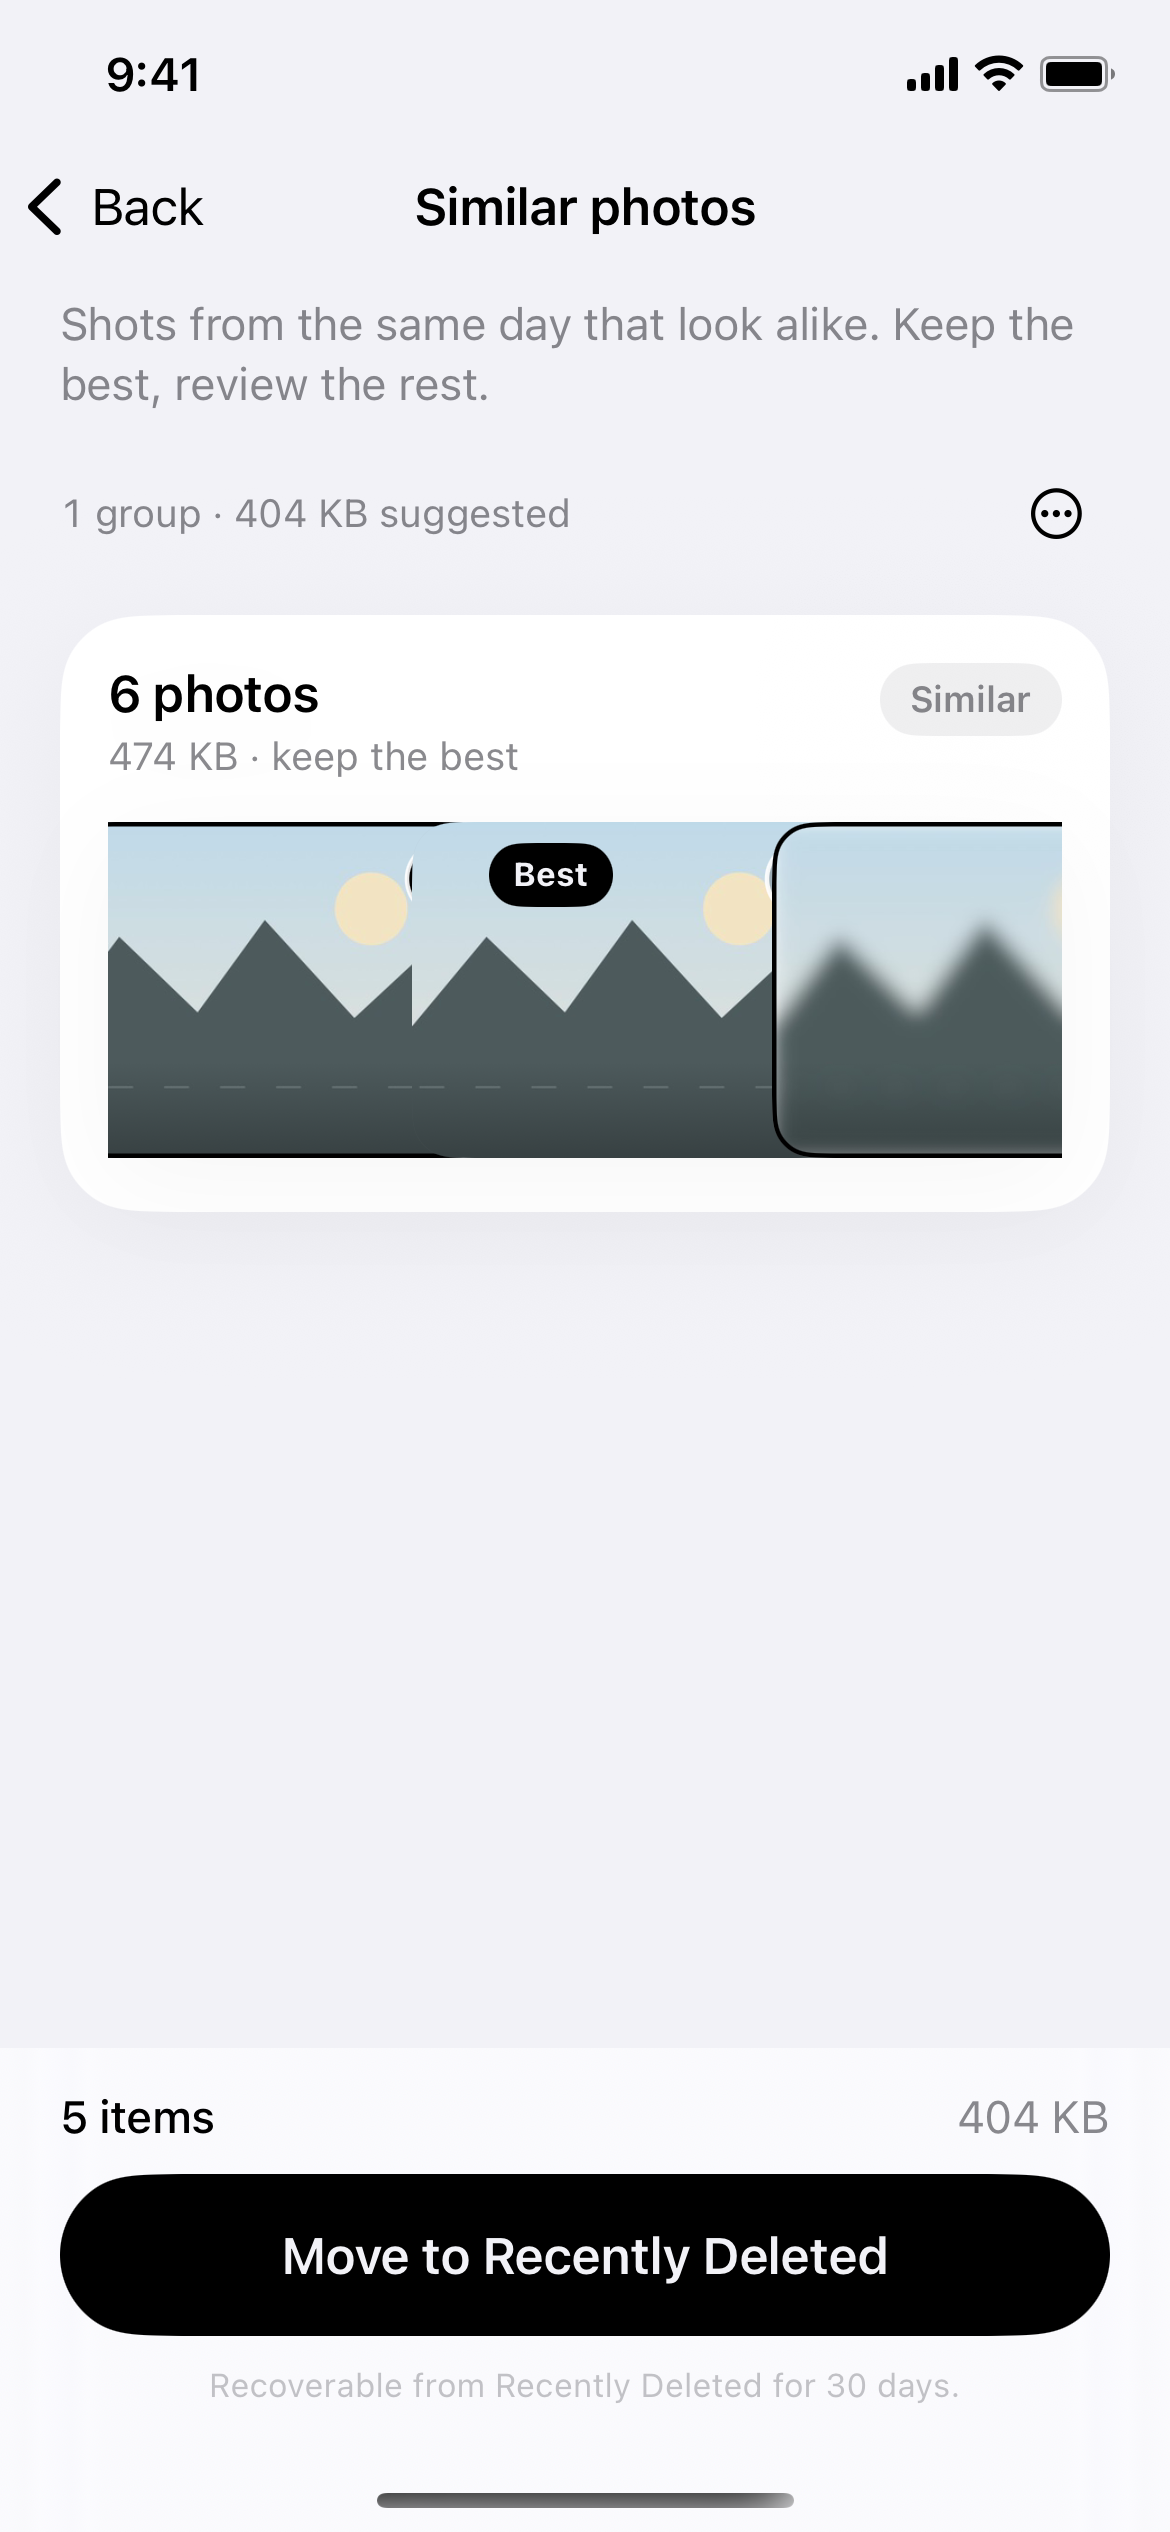 9:41
Back
Similar photos
Shots from the same day that look alike. Keep the
best, review the rest.
1 group · 404 KB suggested
6 photos
Similar
474 KB · keep the best
Best
5 items
404 KB
Move to Recently Deleted
Recoverable from Recently Deleted for 30 days.